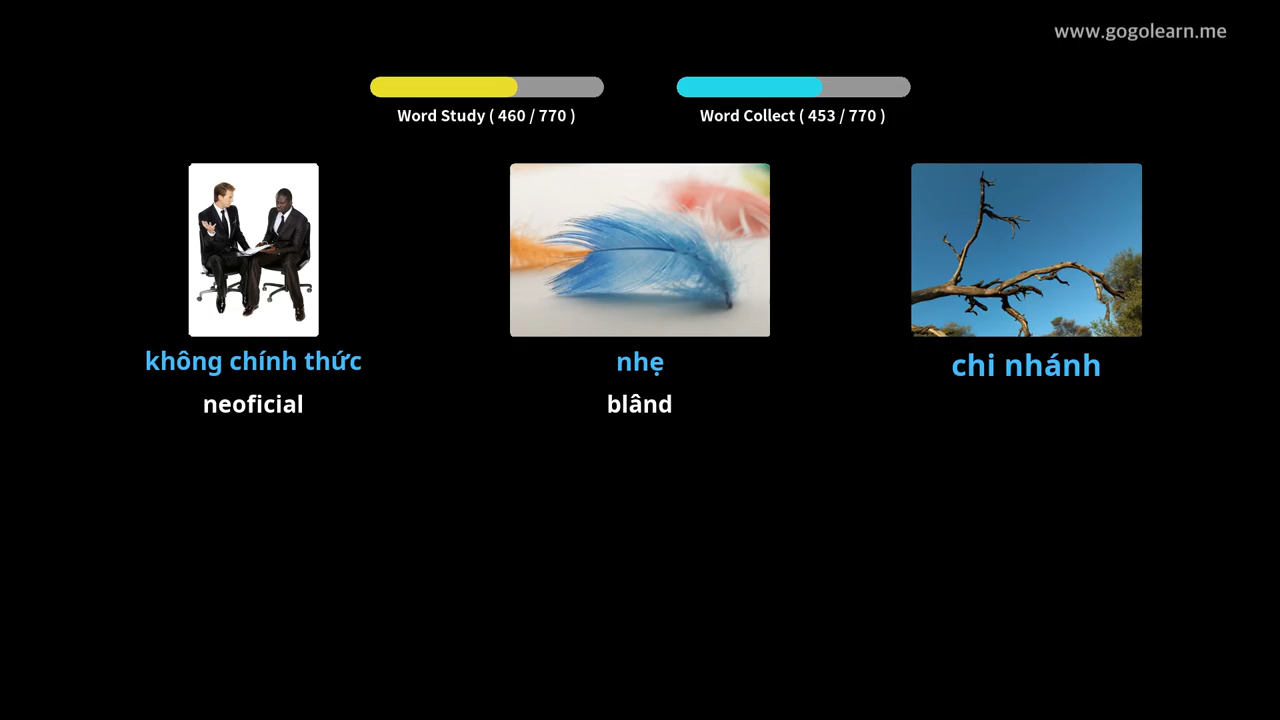 www.gogolearn.me
Word Study ( 460 / 770 )
Word Collect ( 453 / 770 )
không chính thức
neoficial
nhẹ
blând
chi nhánh